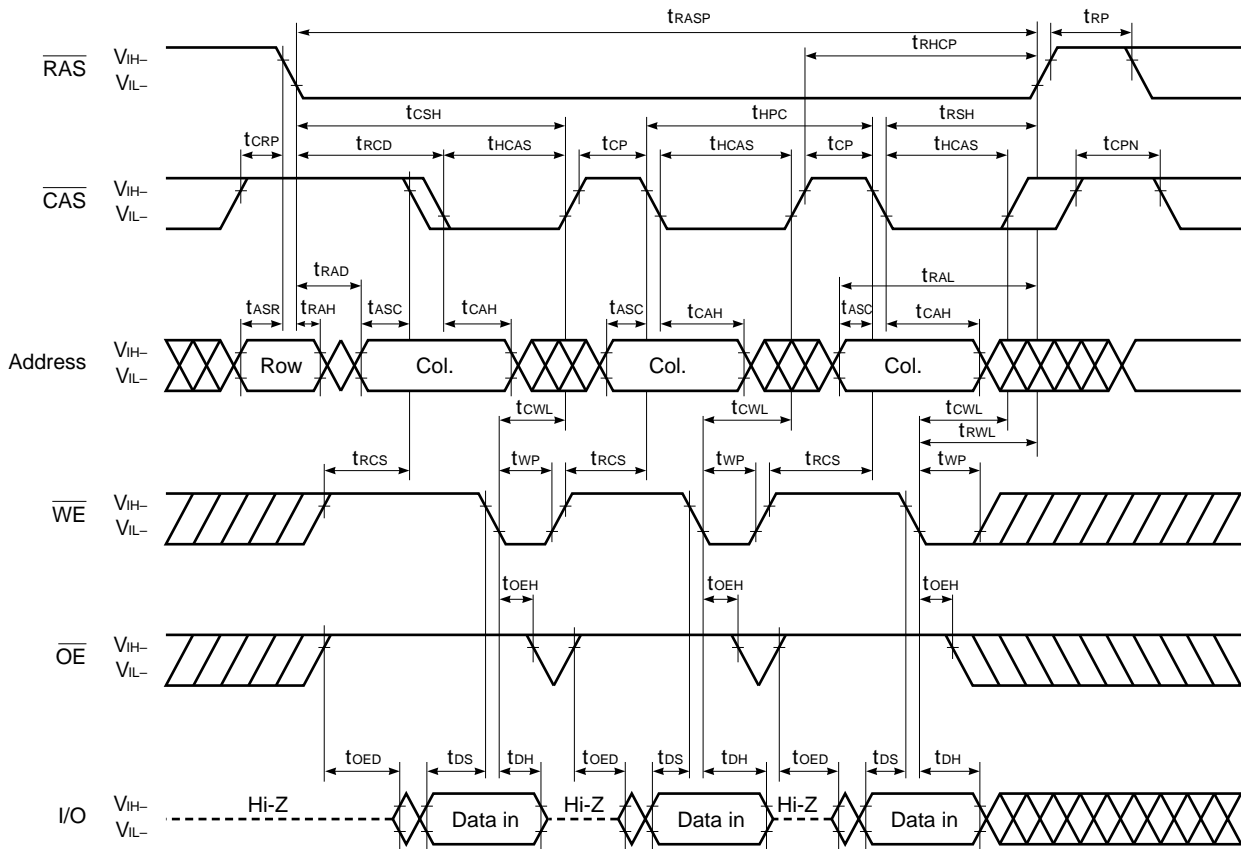 tRASP tRP
tRHCP
RAS VIH–
VIL–
tCSH tHPC tRSH
tCRP tRCD tHCAS tCP tHCAS tCP tHCAS tCPN
CAS VIH–
VIL–
tRAD tRAL
tASR tRAH tASC tCAH tASC tCAH tASC tCAH
Address VIH–
VIL–
Row Col. Col. Col.
tCWL tCWL tCWL
tRWL
tRCS tWP tRCS tWP tRCS tWP
WE VIH–
VIL–
tOEH tOEH tOEH
OE VIH–
VIL–
tOED tDS tDH tOED tDS tDH tOED tDS tDH
I/O VIH–
VIL–
Hi-Z Data in Hi-Z Data in Hi-Z Data in